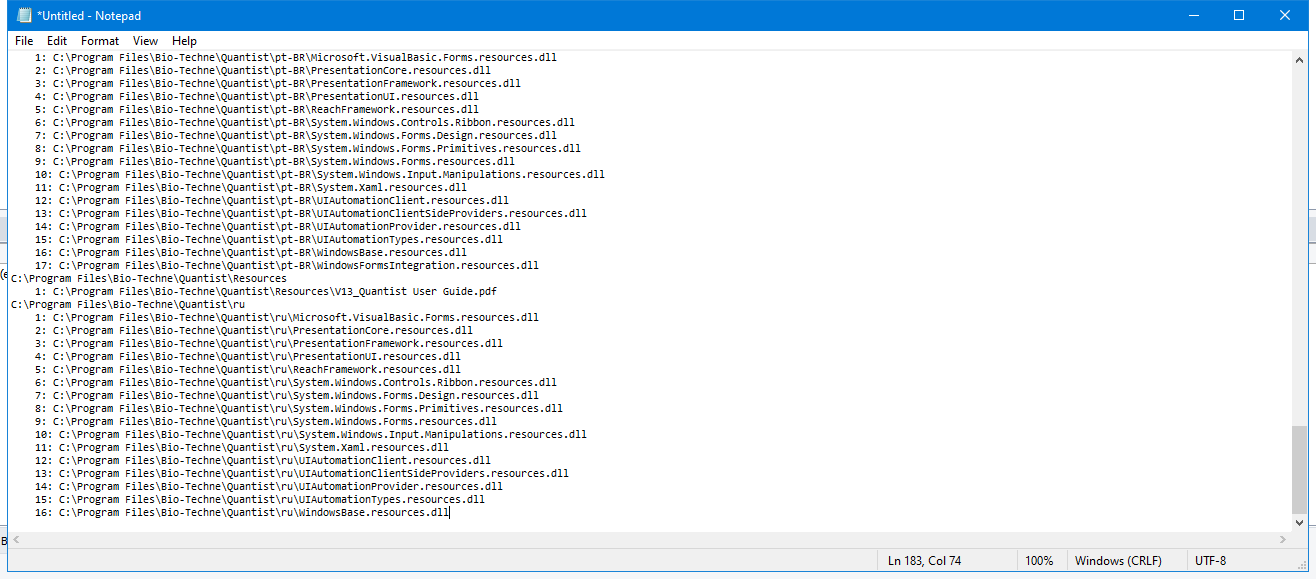 *Untitled - Notepad
File Edit Format View Help
1: C:\Program Files\Bio-Techne\Quantist\pt-BR\Microsoft.VisualBasic.Forms.resources.dll
2: C:\Program Files\Bio-Techne\Quantist\pt-BR\PresentationCore.resources.dll
3: C:\Program Files\Bio-Techne\Quantist\pt-BR\PresentationFramework.resources.dll
4: C:\Program Files\Bio-Techne\Quantist\pt-BR\PresentationUI.resources.dll
5: C:\Program Files\Bio-Techne\Quantist\pt-BR\ReachFramework.resources.dll
6: C:\Program Files\Bio-Techne\Quantist\pt-BR\System.Windows.Controls.Ribbon.resources.dll
7: C:\Program Files\Bio-Techne\Quantist\pt-BR\System.Windows.Forms.Design.resources.dll
8: C:\Program Files\Bio-Techne\Quantist\pt-BR\System.Windows.Forms.Primitives.resources.dll
9: C:\Program Files\Bio-Techne\Quantist\pt-BR\System.Windows.Forms.resources.dll
10: C:\Program Files\Bio-Techne\Quantist\pt-BR\System.Windows.Input.Manipulations.resources.dll
11: C:\Program Files\Bio-Techne\Quantist\pt-BR\System.Xaml.resources.dll
12: C:\Program Files\Bio-Techne\Quantist\pt-BR\UIAutomationClient.resources.dll
13: C:\Program Files\Bio-Techne\Quantist\pt-BR\UIAutomationClientSideProviders.resources.dll
14: C:\Program Files\Bio-Techne\Quantist\pt-BR\UIAutomationProvider.resources.dll
15: C:\Program Files\Bio-Techne\Quantist\pt-BR\UIAutomationTypes.resources.dll
16: C:\Program Files\Bio-Techne\Quantist\pt-BR\WindowsBase.resources.dll
17: C:\Program Files\Bio-Techne\Quantist\pt-BR\WindowsFormsIntegration.resources.dll
C:\Program Files\Bio-Techne\Quantist\Resources
1: C:\Program Files\Bio-Techne\Quantist\Resources\V13_Quantist User Guide.pdf
C:\Program Files\Bio-Techne\Quantist\ru
1: C:\Program Files\Bio-Techne\Quantist\ru\Microsoft.VisualBasic.Forms.resources.dll
2: C:\Program Files\Bio-Techne\Quantist\ru\PresentationCore.resources.dll
3: C:\Program Files\Bio-Techne\Quantist\ru\PresentationFramework.resources.dll
4: C:\Program Files\Bio-Techne\Quantist\ru\PresentationUI.resources.dll
5: C:\Program Files\Bio-Techne\Quantist\ru\ReachFramework.resources.dll
6: C:\Program Files\Bio-Techne\Quantist\ru\System.Windows.Controls.Ribbon.resources.dll
7: C:\Program Files\Bio-Techne\Quantist\ru\System.Windows.Forms.Design.resources.dll
8: C:\Program Files\Bio-Techne\Quantist\ru\System.Windows.Forms.Primitives.resources.dll
9: C:\Program Files\Bio-Techne\Quantist\ru\System.Windows.Forms.resources.dll
10: C:\Program Files\Bio-Techne\Quantist\ru\System.Windows.Input.Manipulations.resources.dll
11: C:\Program Files\Bio-Techne\Quantist\ru\System.Xaml.resources.dll
12: C:\Program Files\Bio-Techne\Quantist\ru\UIAutomationClient.resources.dll
13: C:\Program Files\Bio-Techne\Quantist\ru\UIAutomationClientSideProviders.resources.dll
14: C:\Program Files\Bio-Techne\Quantist\ru\UIAutomationProvider.resources.dll
15: C:\Program Files\Bio-Techne\Quantist\ru\UIAutomationTypes.resources.dll
16: C:\Program Files\Bio-Techne\Quantist\ru\WindowsBase.resources.dll
Ln 183, Col 74 100% Windows (CRLF) UTF-8